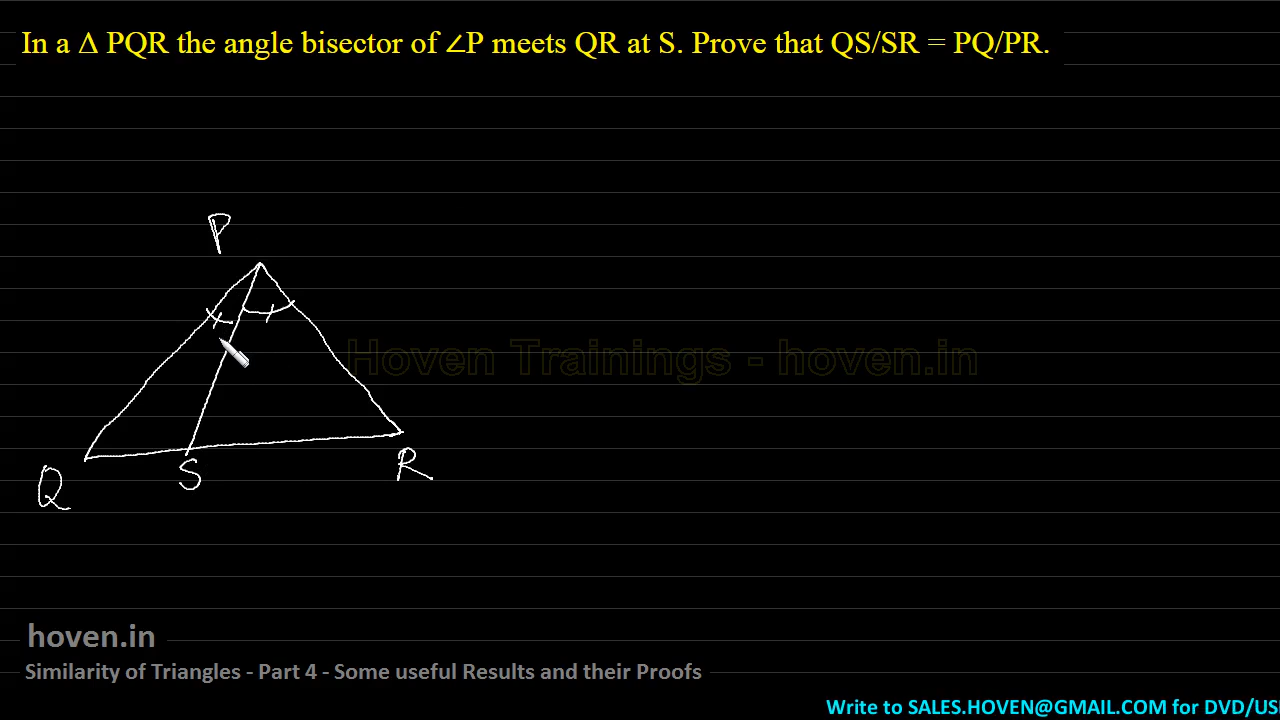 In a Δ PQR the angle bisector of ∠P meets QR at S. Prove that QS/SR = PQ/PR.
P
Hoven Trainings - hoven.in
Q
S
R
hoven.in
Similarity of Triangles - Part 4 - Some useful Results and their Proofs
Write to SALES.HOVEN@GMAIL.COM for DVD/US